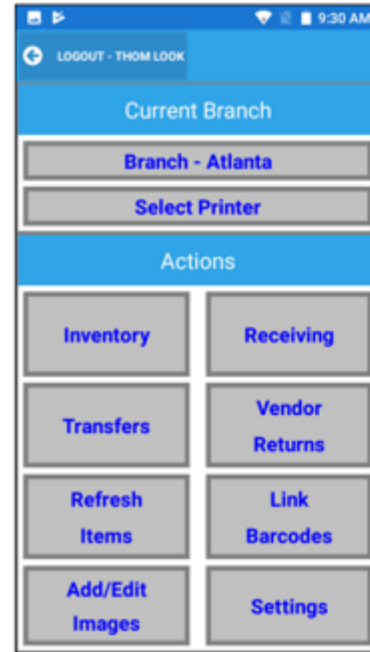 9:30 AM
LOGOUT - THOM LOOK
Current Branch
Branch - Atlanta
Select Printer
Actions
Inventory
Receiving
Transfers
Vendor
Returns
Refresh
Items
Link
Barcodes
Add/Edit
Images
Settings